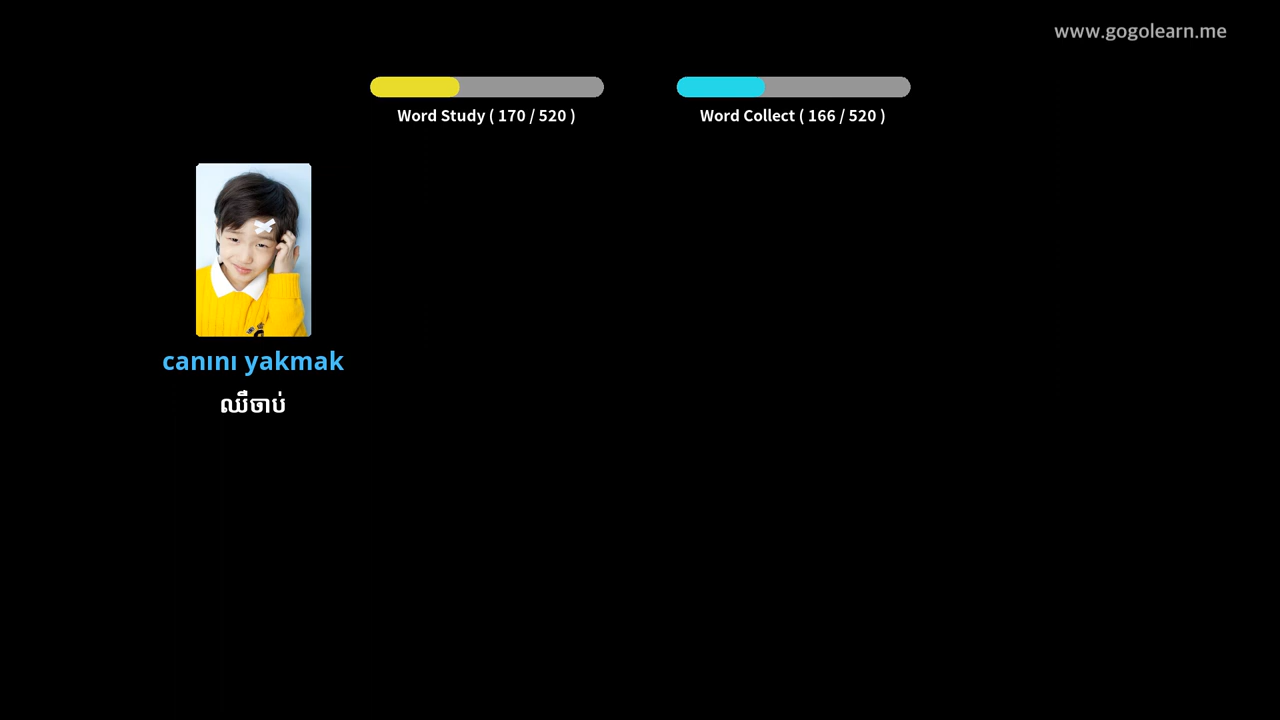 www.gogolearn.me
Word Study ( 170 / 520 )
Word Collect ( 166 / 520 )
canını yakmak
ឈឺចាប់